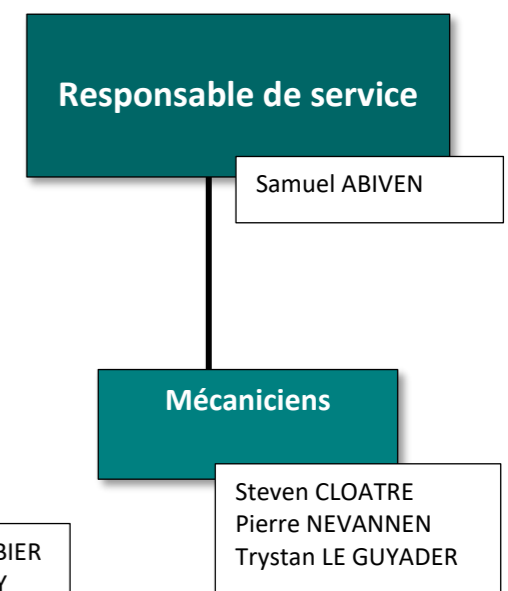 Responsable de service
Samuel ABIVEN
Mécaniciens
Steven CLOATRE
Pierre NEVANNEN
Trystan LE GUYADER